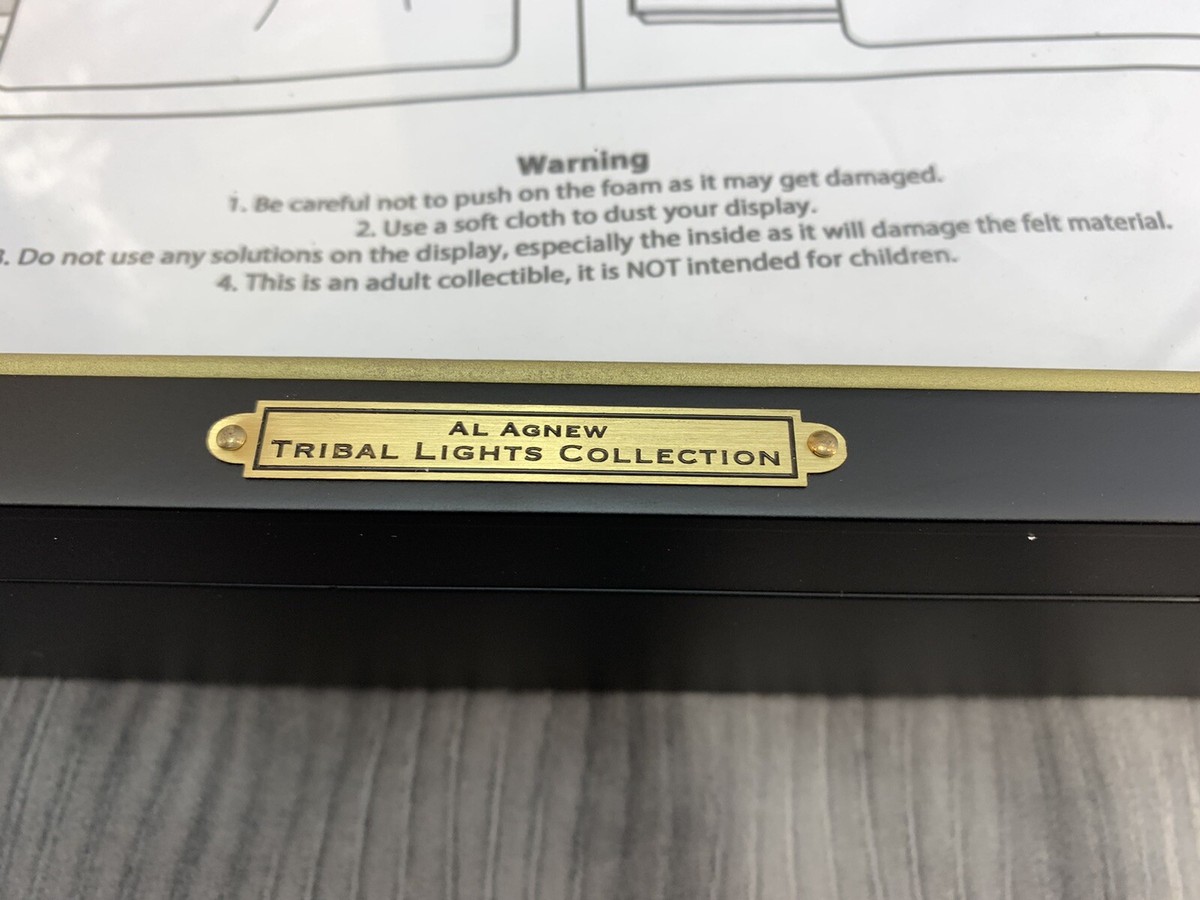 Warning
1. Be careful not to push on the foam as it may get damaged.
2. Use a soft cloth to dust your display.
3. Do not use any solutions on the display, especially the inside as it will damage the felt material.
4. This is an adult collectible, it is NOT intended for children.
AL AGNEW
TRIBAL LIGHTS COLLECTION